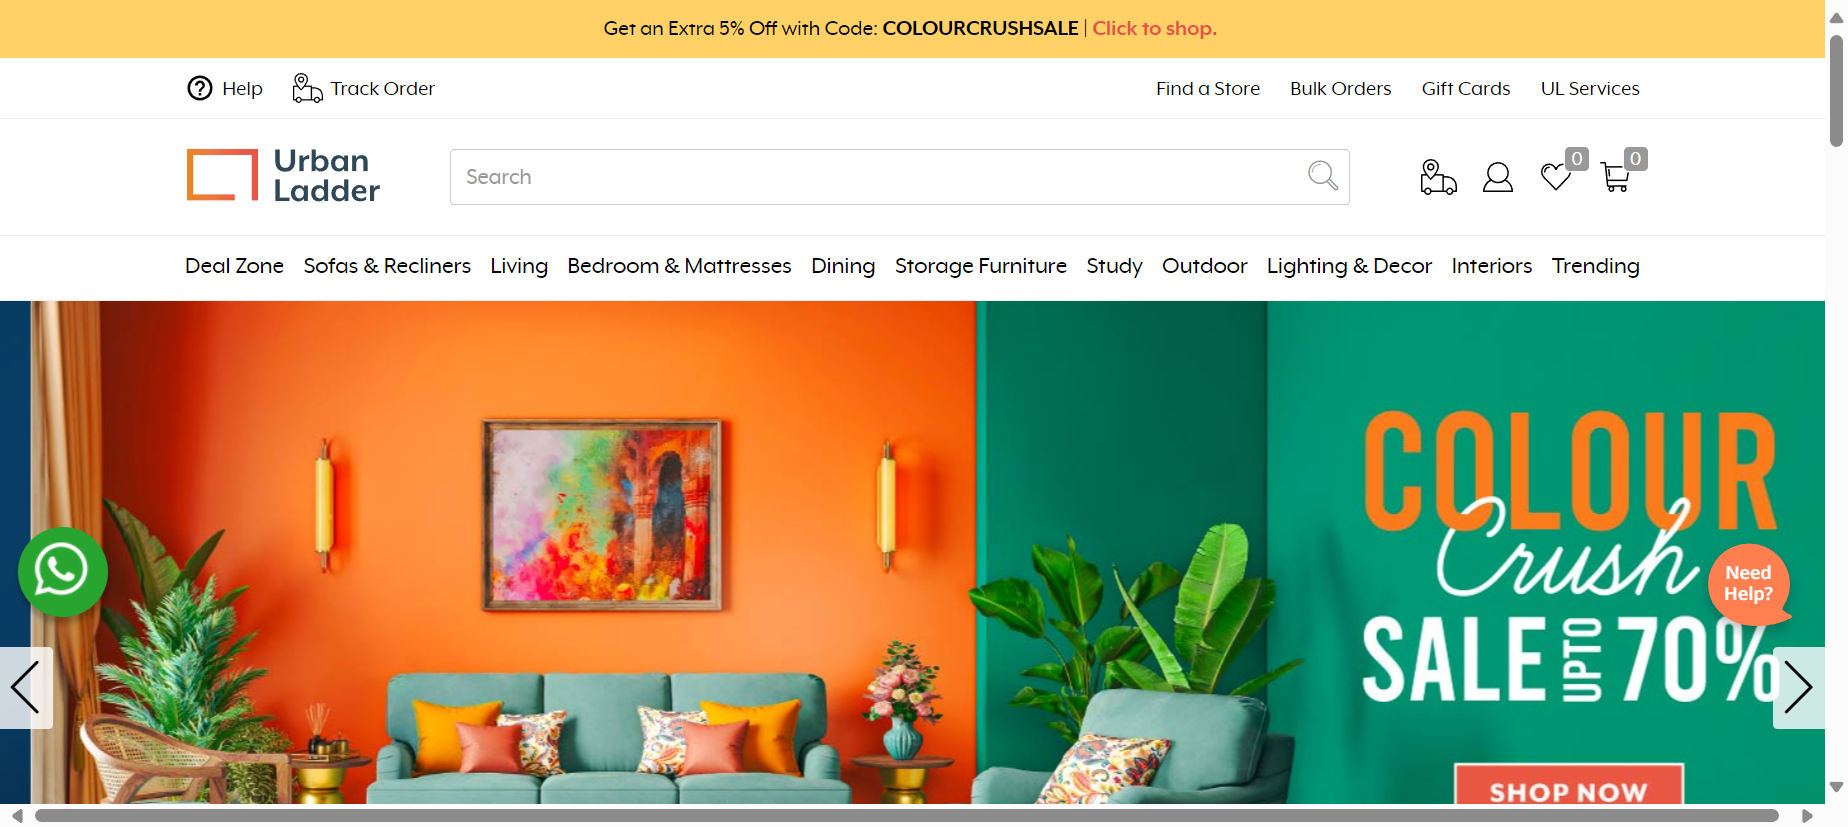 Get an Extra 5% Off with Code: COLOURCRUSHSALE | Click to shop.
Help Track Order Find a Store Bulk Orders Gift Cards UL Services
Urban
Ladder
Search
0 0
Deal Zone Sofas & Recliners Living Bedroom & Mattresses Dining Storage Furniture Study Outdoor Lighting & Decor Interiors Trending
COLOUR
Crush
SALE UPTO 70%
Need
Help?
SHOP NOW